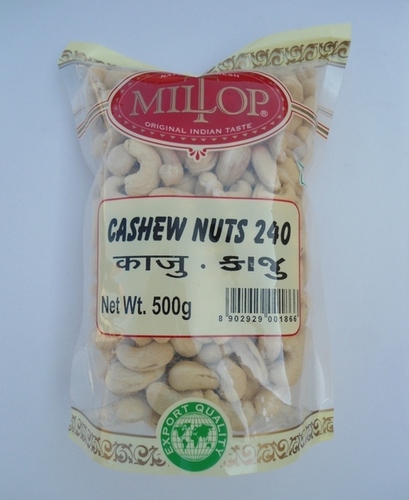 MILLOP®
ORIGINAL INDIAN TASTE
CASHEW NUTS 240
काजु . કાજુ
Net Wt. 500g
8 902929 001866
EXPORT QUALITY